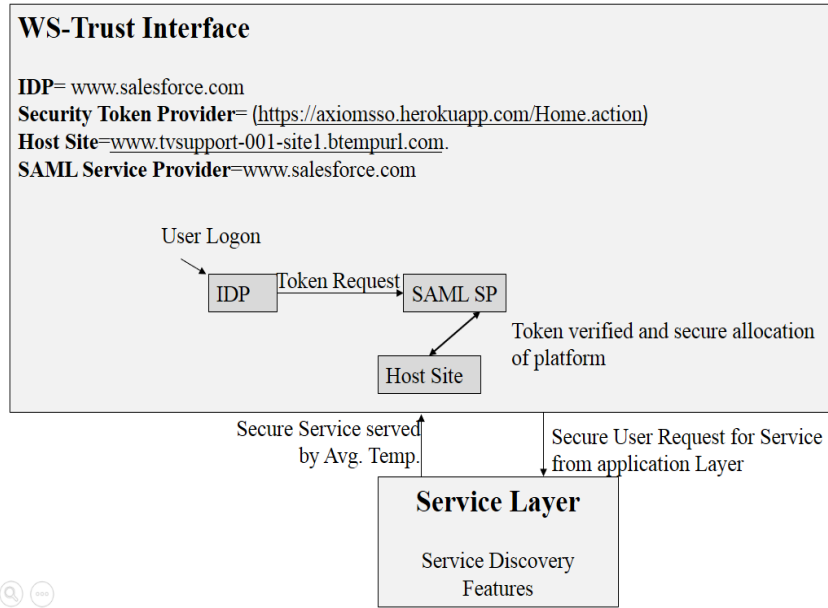 WS-Trust Interface
IDP= www.salesforce.com
Security Token Provider= (https://axiomsso.herokuapp.com/Home.action)
Host Site=www.tvsupport-001-site1.btempurl.com.
SAML Service Provider=www.salesforce.com
User Logon
IDP
Token Request
SAML SP
Token verified and secure allocation
of platform
Host Site
Secure Service served
by Avg. Temp.
Secure User Request for Service
from application Layer
Service Layer
Service Discovery
Features